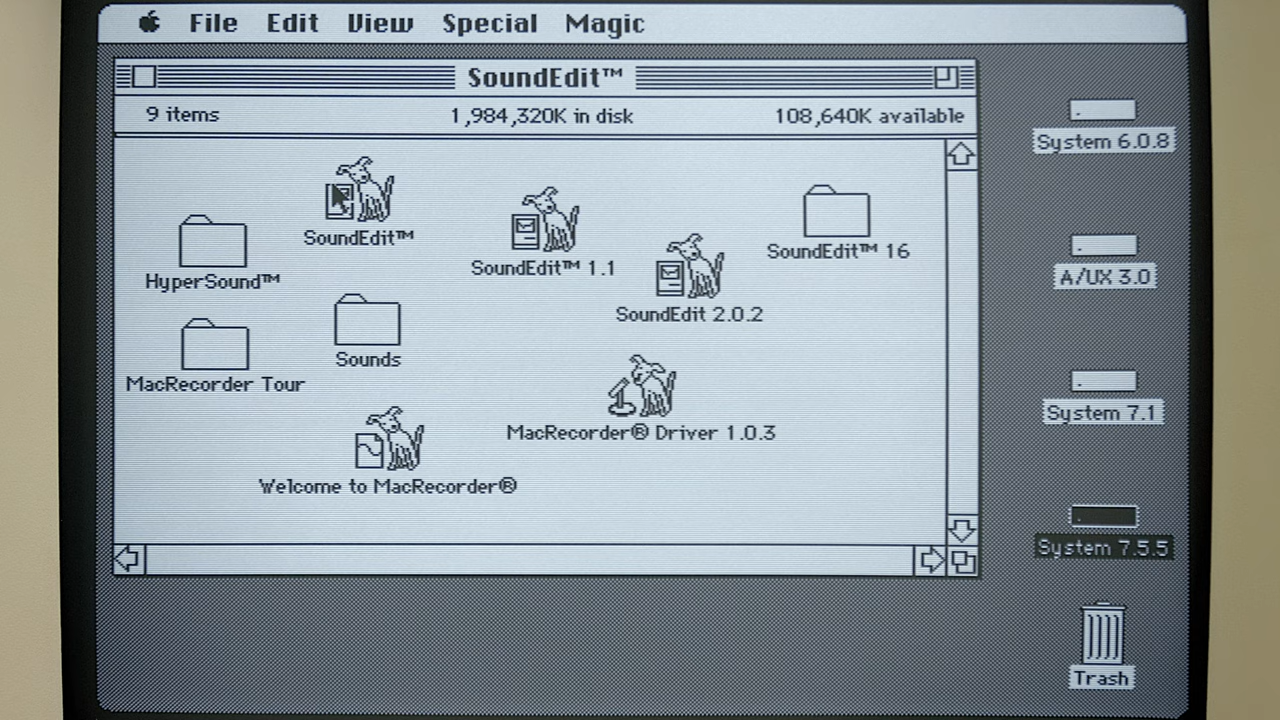 File Edit View Special Magic
SoundEdit™
9 items 1,984,320K in disk 108,640K available
SoundEdit™
HyperSound™
SoundEdit™ 1.1
SoundEdit™ 16
SoundEdit 2.0.2
Sounds
MacRecorder Tour
MacRecorder® Driver 1.0.3
Welcome to MacRecorder®
System 6.0.8
A/UX 3.0
System 7.1
System 7.5.5
Trash